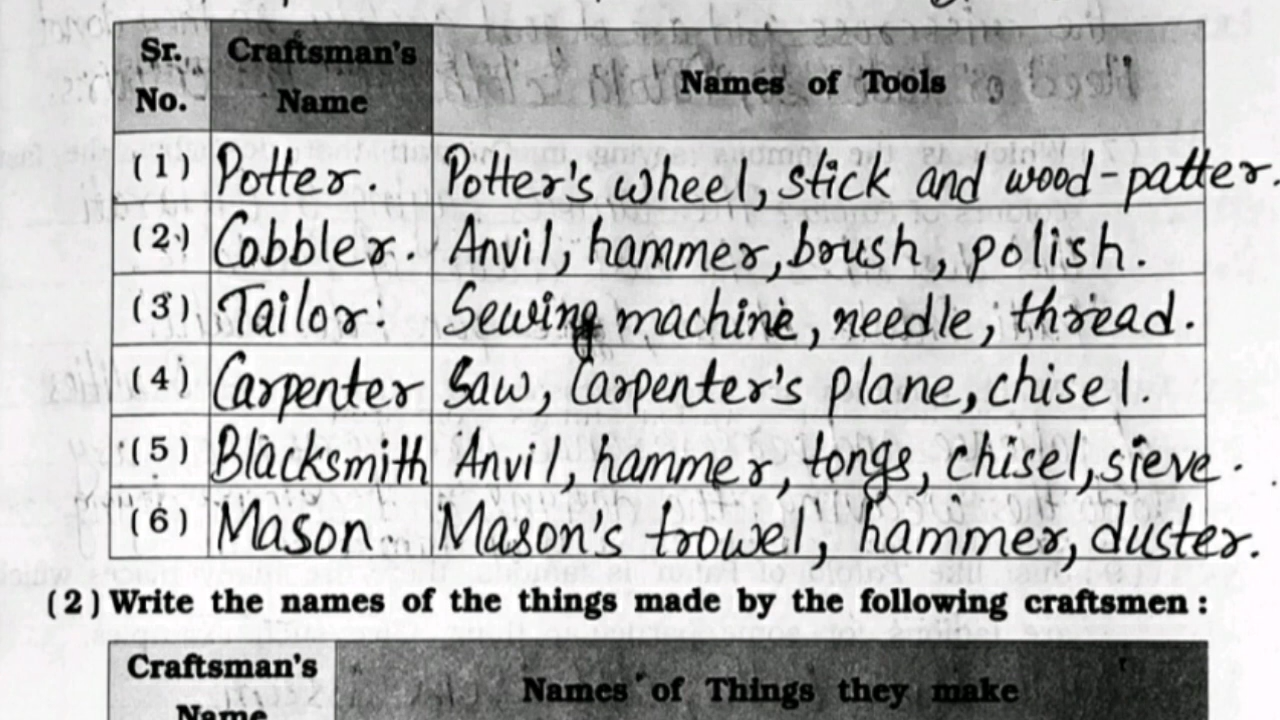 Sr. No. Craftsman's Name Names of Tools
(1) Potter. Potter's wheel, stick and wood-patter.
(2) Cobbler. Anvil, hammer, brush, polish.
(3) Tailor. Sewing machine, needle, thread.
(4) Carpenter Saw, Carpenter's plane, chisel.
(5) Blacksmith Anvil, hammer, tongs, chisel, sieve.
(6) Mason. Mason's trowel, hammer, duster.
(2) Write the names of the things made by the following craftsmen :
Craftsman's Name Names of Things they make